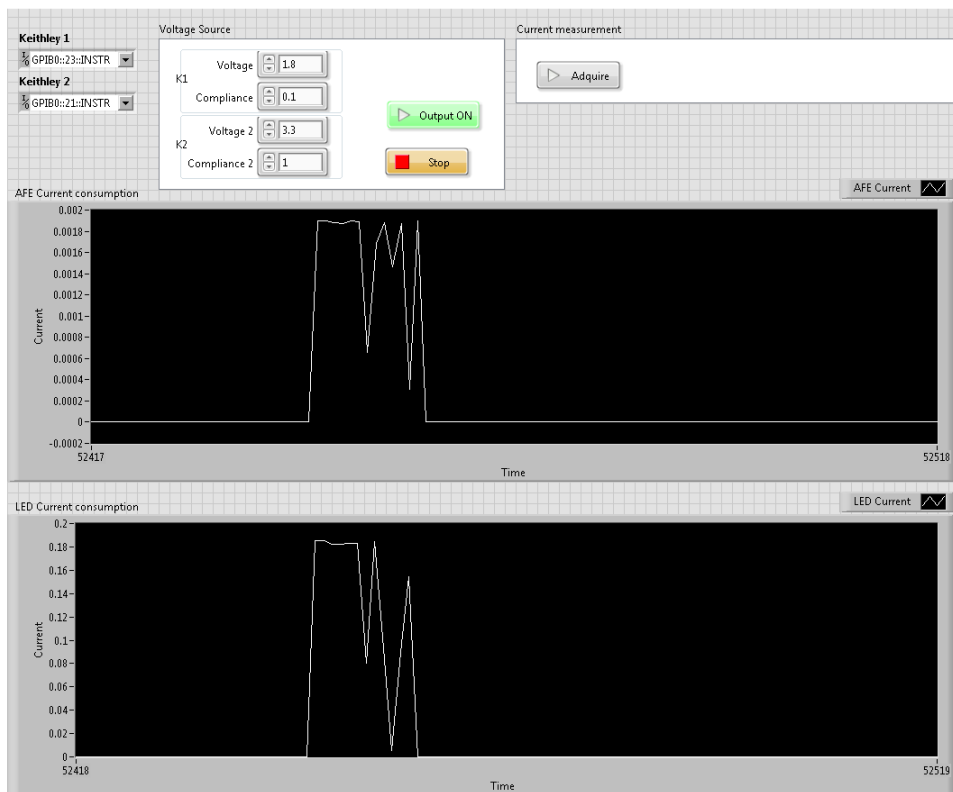 Keithley 1
GPIB0::23::INSTR
Keithley 2
GPIB0::21::INSTR
Voltage Source
K1
Voltage 1.8
Compliance 0.1
K2
Voltage 2 3.3
Compliance 2 1
Output ON
Stop
Current measurement
Adquire
AFE Current consumption
AFE Current
Current
0.002
0.0018
0.0016
0.0014
0.0012
0.001
0.0008
0.0006
0.0004
0.0002
0
-0.0002
52417
52518
Time
LED Current consumption
LED Current
Current
0.2
0.18
0.16
0.14
0.12
0.1
0.08
0.06
0.04
0.02
0
52418
52519
Time